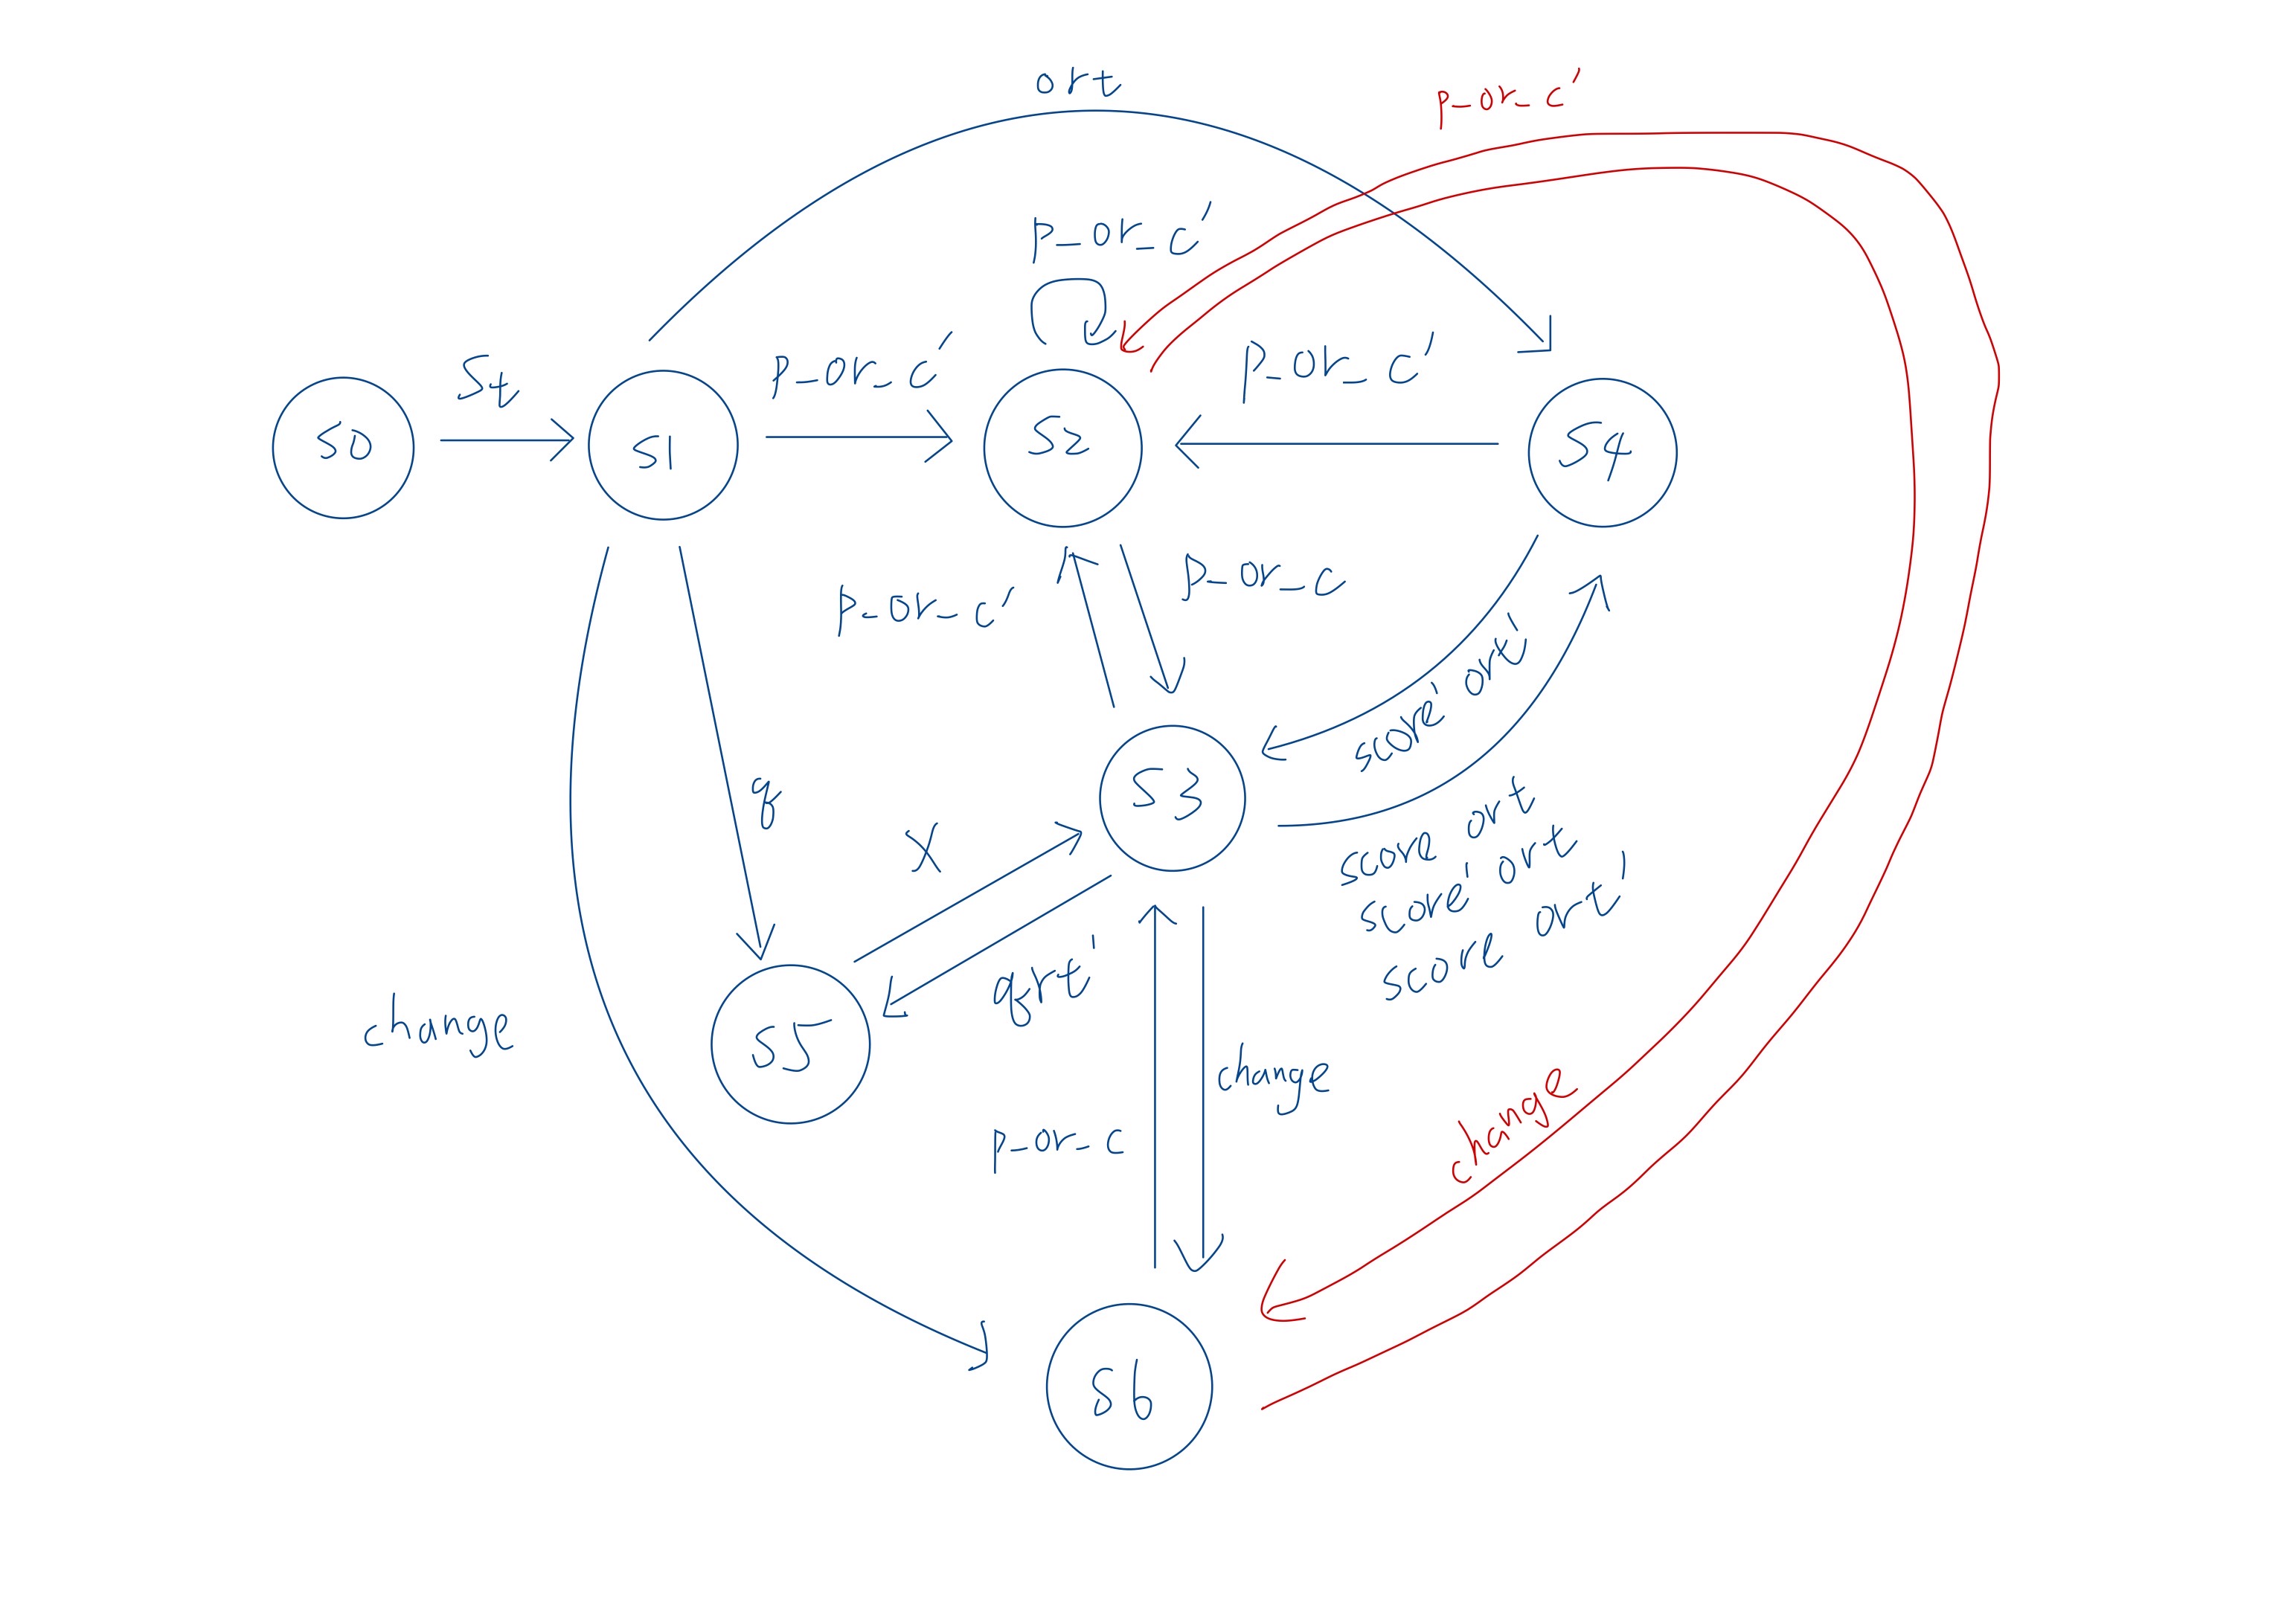 ort
p_or_c'
p_or_c'
St
p_or_c'
p_or_c'
S0
S1
S2
S4
p_or_c'
p_or_c
score' ort'
q
X
S3
score ort
score' ort
score ort'
qrt'
change
S5
change
p_or_c
change
S6